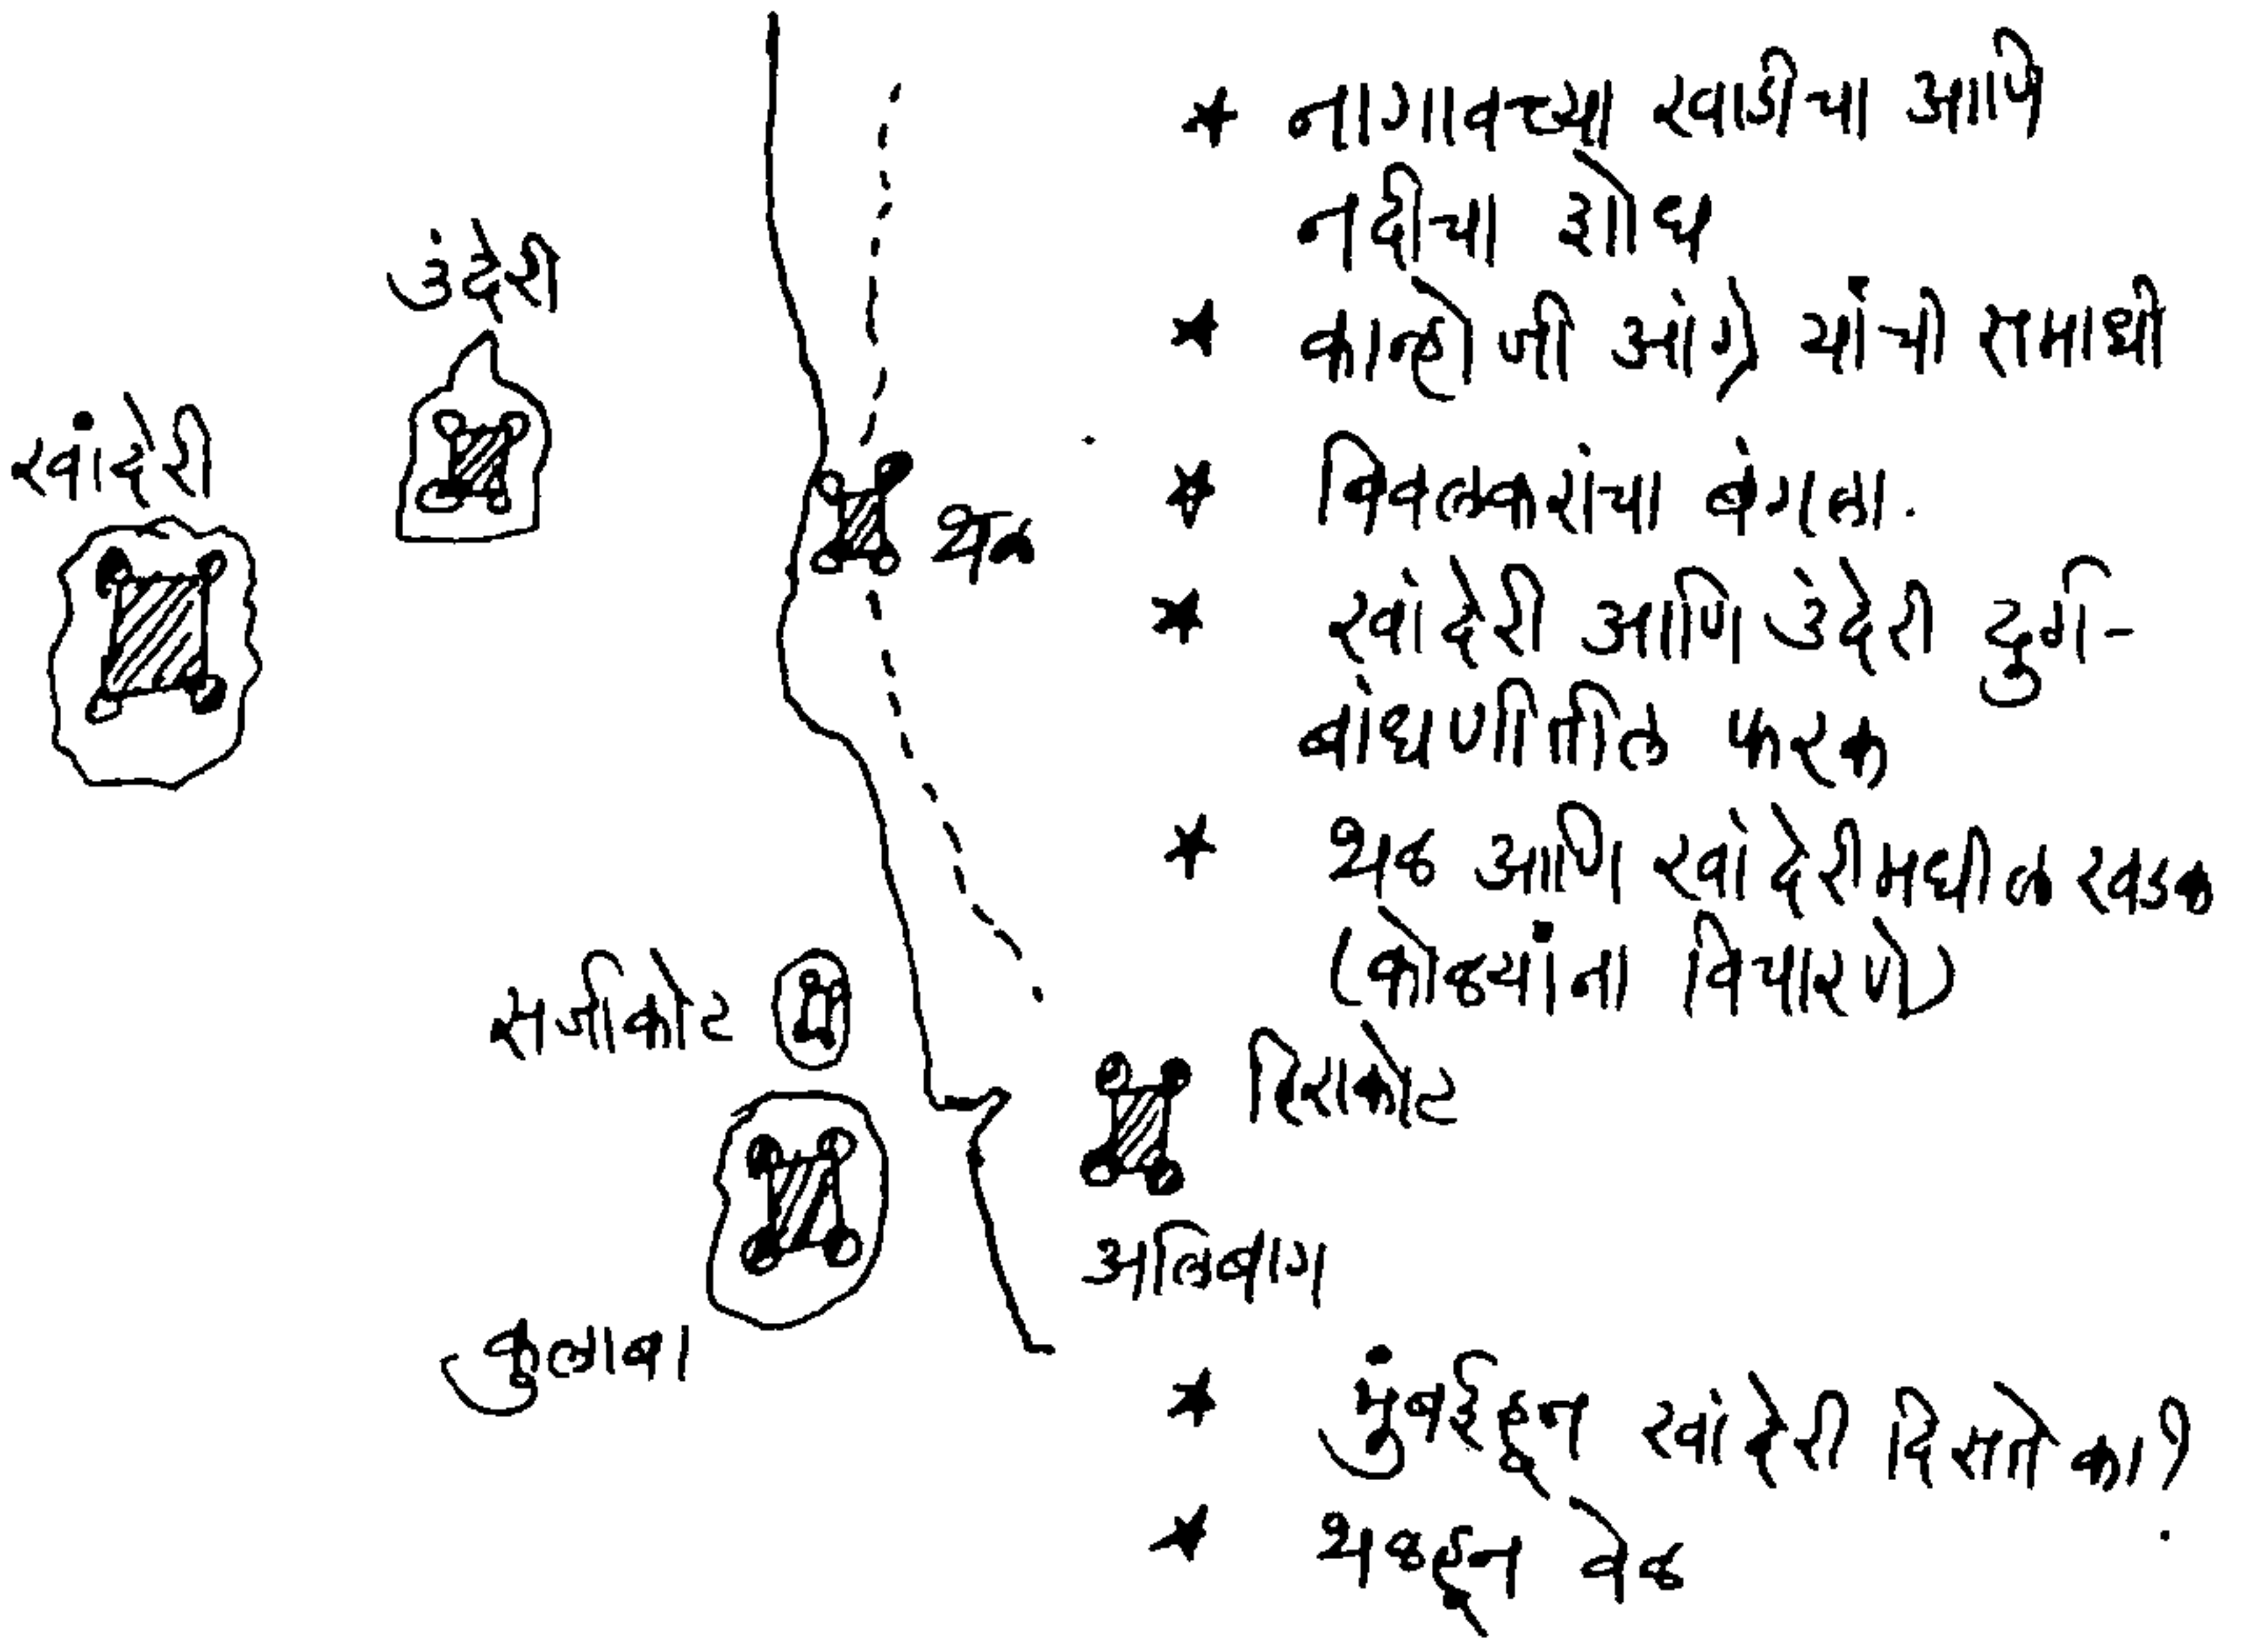 ★ नागावच्या खाडीचा आणि
नदीचा शोध
★ कान्होजी आंग्रे यांची समाधी
★ बिवलकरांचा बंगला.
★ खांदेरी आणि उंदेरी दुर्ग-
बांधणीतील फरक
★ थळ आणि खांदेरीमधील खडक
(कोळ्यांना विचारणे)
उंदेरी
खांदेरी
थळ
सर्जाकोट
हिराकोट
अलिबाग
कुलाबा
★ मुंबईहून खांदेरी दिसते का?
★ थळहून वेळ